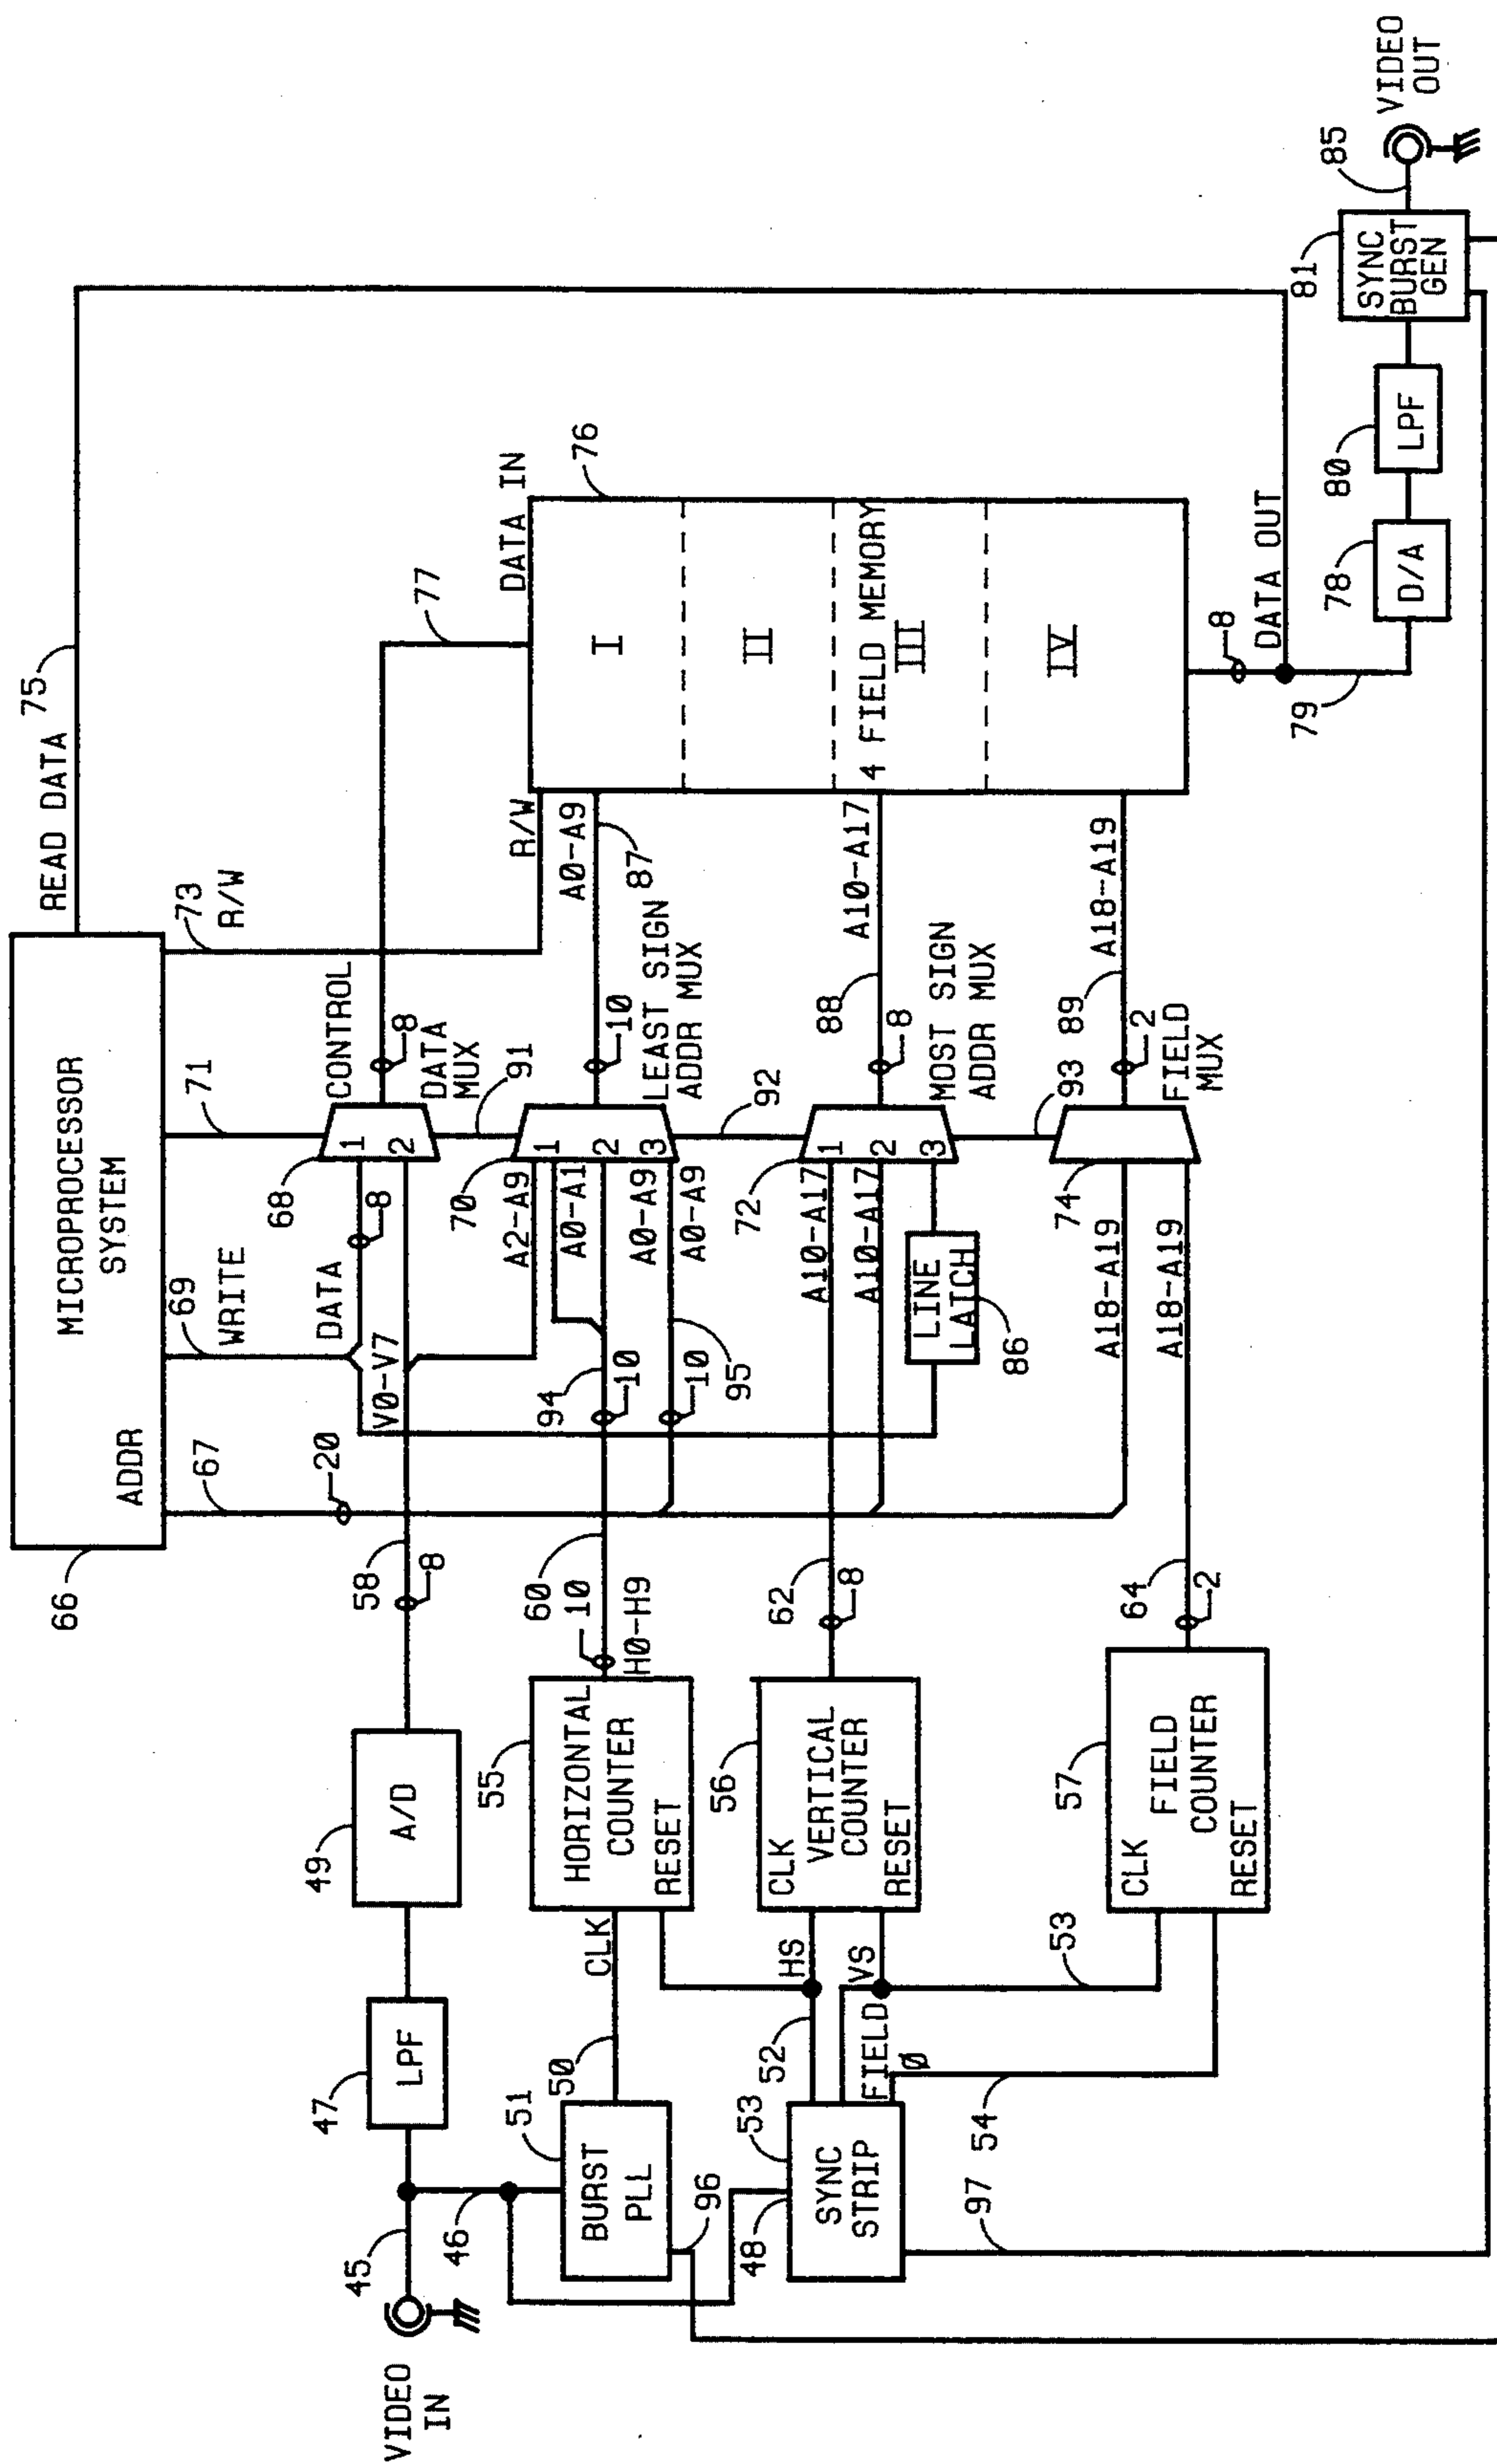 66
MICROPROCESSOR
SYSTEM
ADDR
67
20
69
WRITE
DATA
8
71
CONTROL
73
R/W
READ DATA
75
VIDEO
IN
45
46
47
LPF
49
A/D
58
8
V0-V7
68
1
2
8
DATA
MUX
91
77
DATA IN
76
51
BURST
PLL
96
50
CLK
55
HORIZONTAL
COUNTER
RESET
10
H0-H9
60
94
10
10
95
70
A2-A9
A0-A1
A0-A9
A0-A9
1
2
3
10
LEAST SIGN
ADDR MUX
92
R/W
A0-A9
87
I
II
4 FIELD MEMORY
III
IV
48
53
SYNC
STRIP
97
52
HS
VS
FIELD
Ø
54
53
56
CLK
VERTICAL
COUNTER
RESET
62
8
72
A10-A17
A10-A17
1
2
3
LINE
LATCH
86
8
MOST SIGN
ADDR MUX
93
88
A10-A17
57
CLK
FIELD
COUNTER
RESET
64
2
74
A18-A19
A18-A19
2
FIELD
MUX
89
A18-A19
8
DATA OUT
79
78
D/A
80
LPF
81
SYNC
BURST
GEN
85
VIDEO
OUT